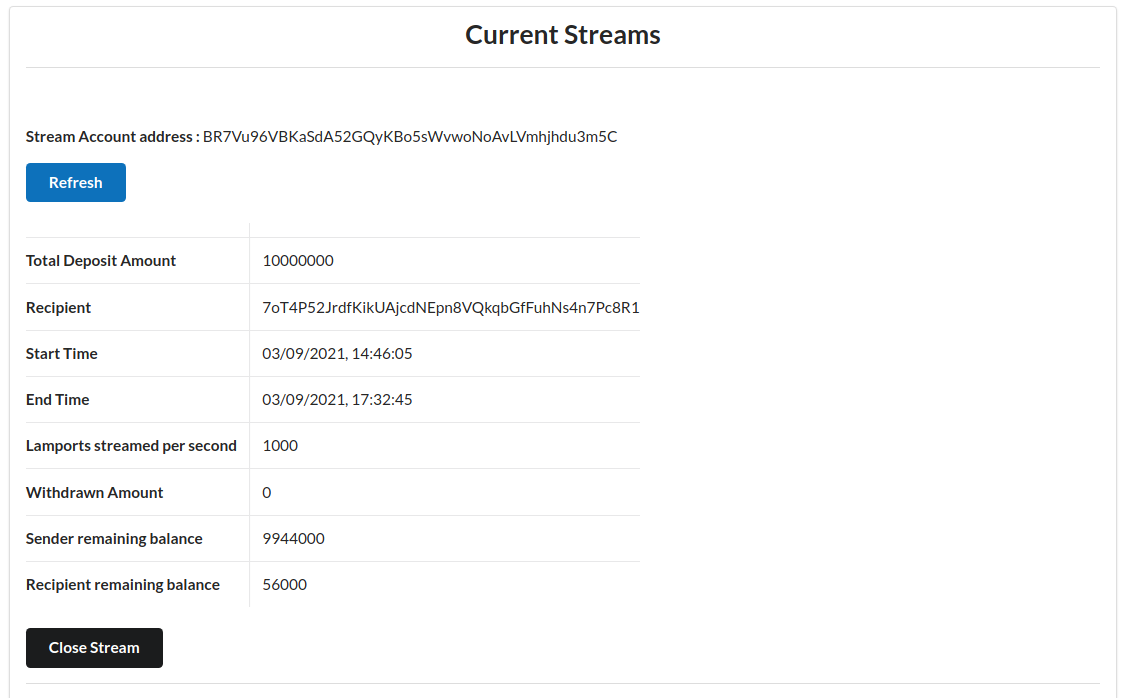 Current Streams
Stream Account address : BR7Vu96VBKaSdA52GQyKBo5sWvwoNoAvLVmhjhdu3m5C
Refresh
Total Deposit Amount 10000000
Recipient 7oT4P52JrdfKikUAjcdNEpn8VQkqbGfFuhNs4n7Pc8R1
Start Time 03/09/2021, 14:46:05
End Time 03/09/2021, 17:32:45
Lamports streamed per second 1000
Withdrawn Amount 0
Sender remaining balance 9944000
Recipient remaining balance 56000
Close Stream